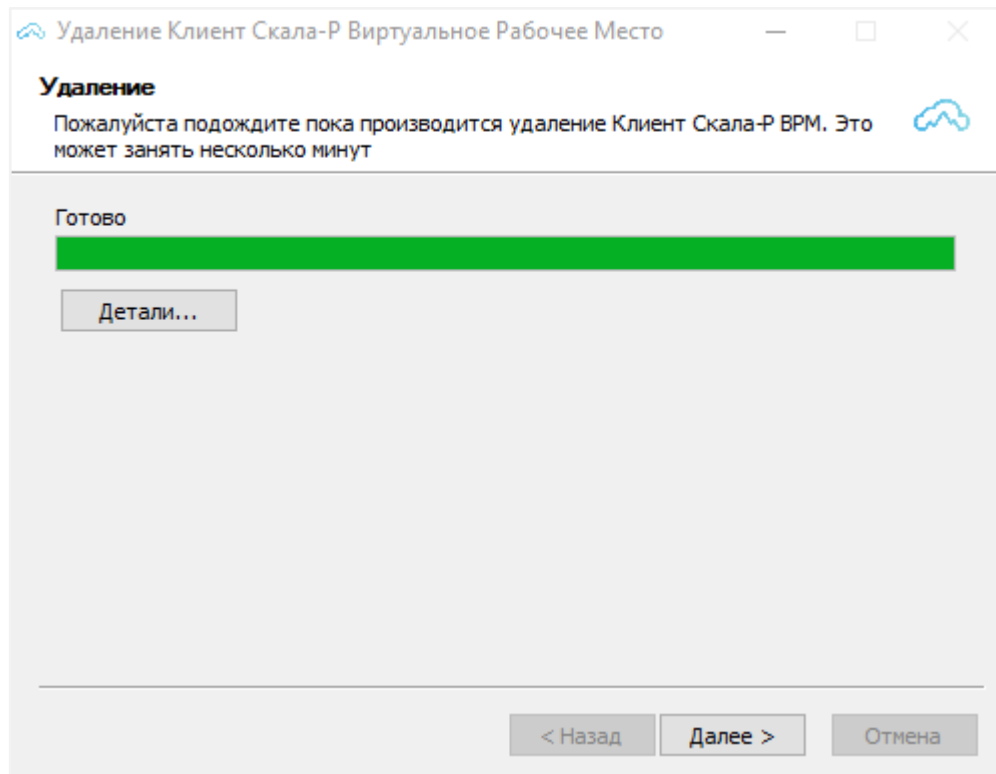 Удаление Клиент Скала-Р Виртуальное Рабочее Место
Удаление
Пожалуйста подождите пока производится удаление Клиент Скала-Р ВРМ. Это
может занять несколько минут
Готово
Детали...
< Назад
Далее >
Отмена